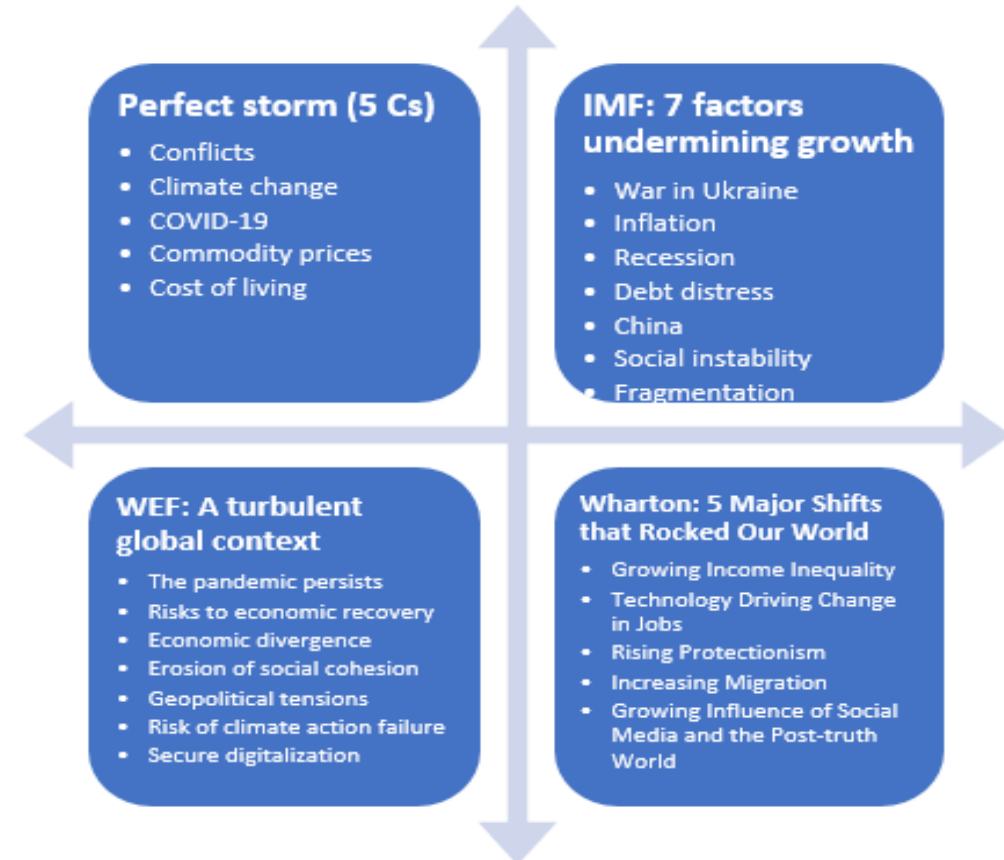 Perfect storm (5 Cs)
• Conflicts
• Climate change
• COVID-19
• Commodity prices
• Cost of living
IMF: 7 factors
undermining growth
• War in Ukraine
• Inflation
• Recession
• Debt distress
• China
• Social instability
• Fragmentation
WEF: A turbulent
global context
• The pandemic persists
• Risks to economic recovery
• Economic divergence
• Erosion of social cohesion
• Geopolitical tensions
• Risk of climate action failure
• Secure digitalization
Wharton: 5 Major Shifts
that Rocked Our World
• Growing Income Inequality
• Technology Driving Change
in Jobs
• Rising Protectionism
• Increasing Migration
• Growing Influence of Social
Media and the Post-truth
World